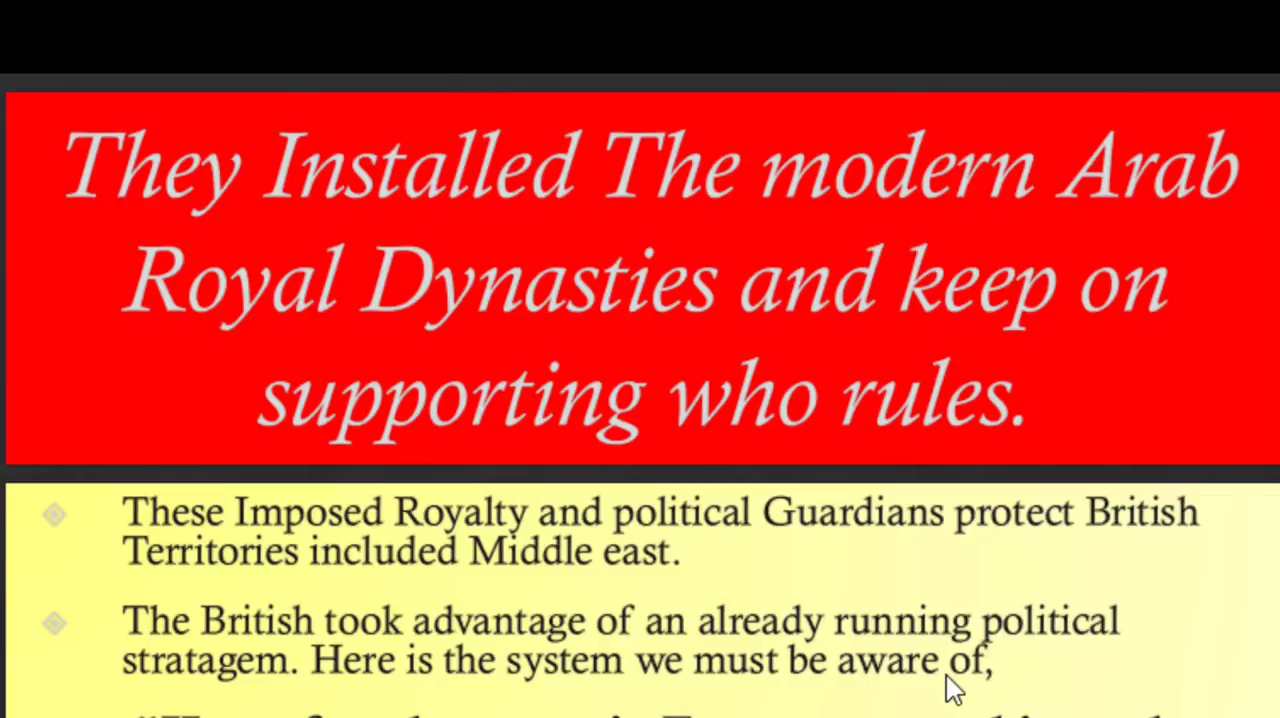 They Installed The modern Arab
Royal Dynasties and keep on
supporting who rules.
These Imposed Royalty and political Guardians protect British
Territories included Middle east.
The British took advantage of an already running political
stratagem. Here is the system we must be aware of,